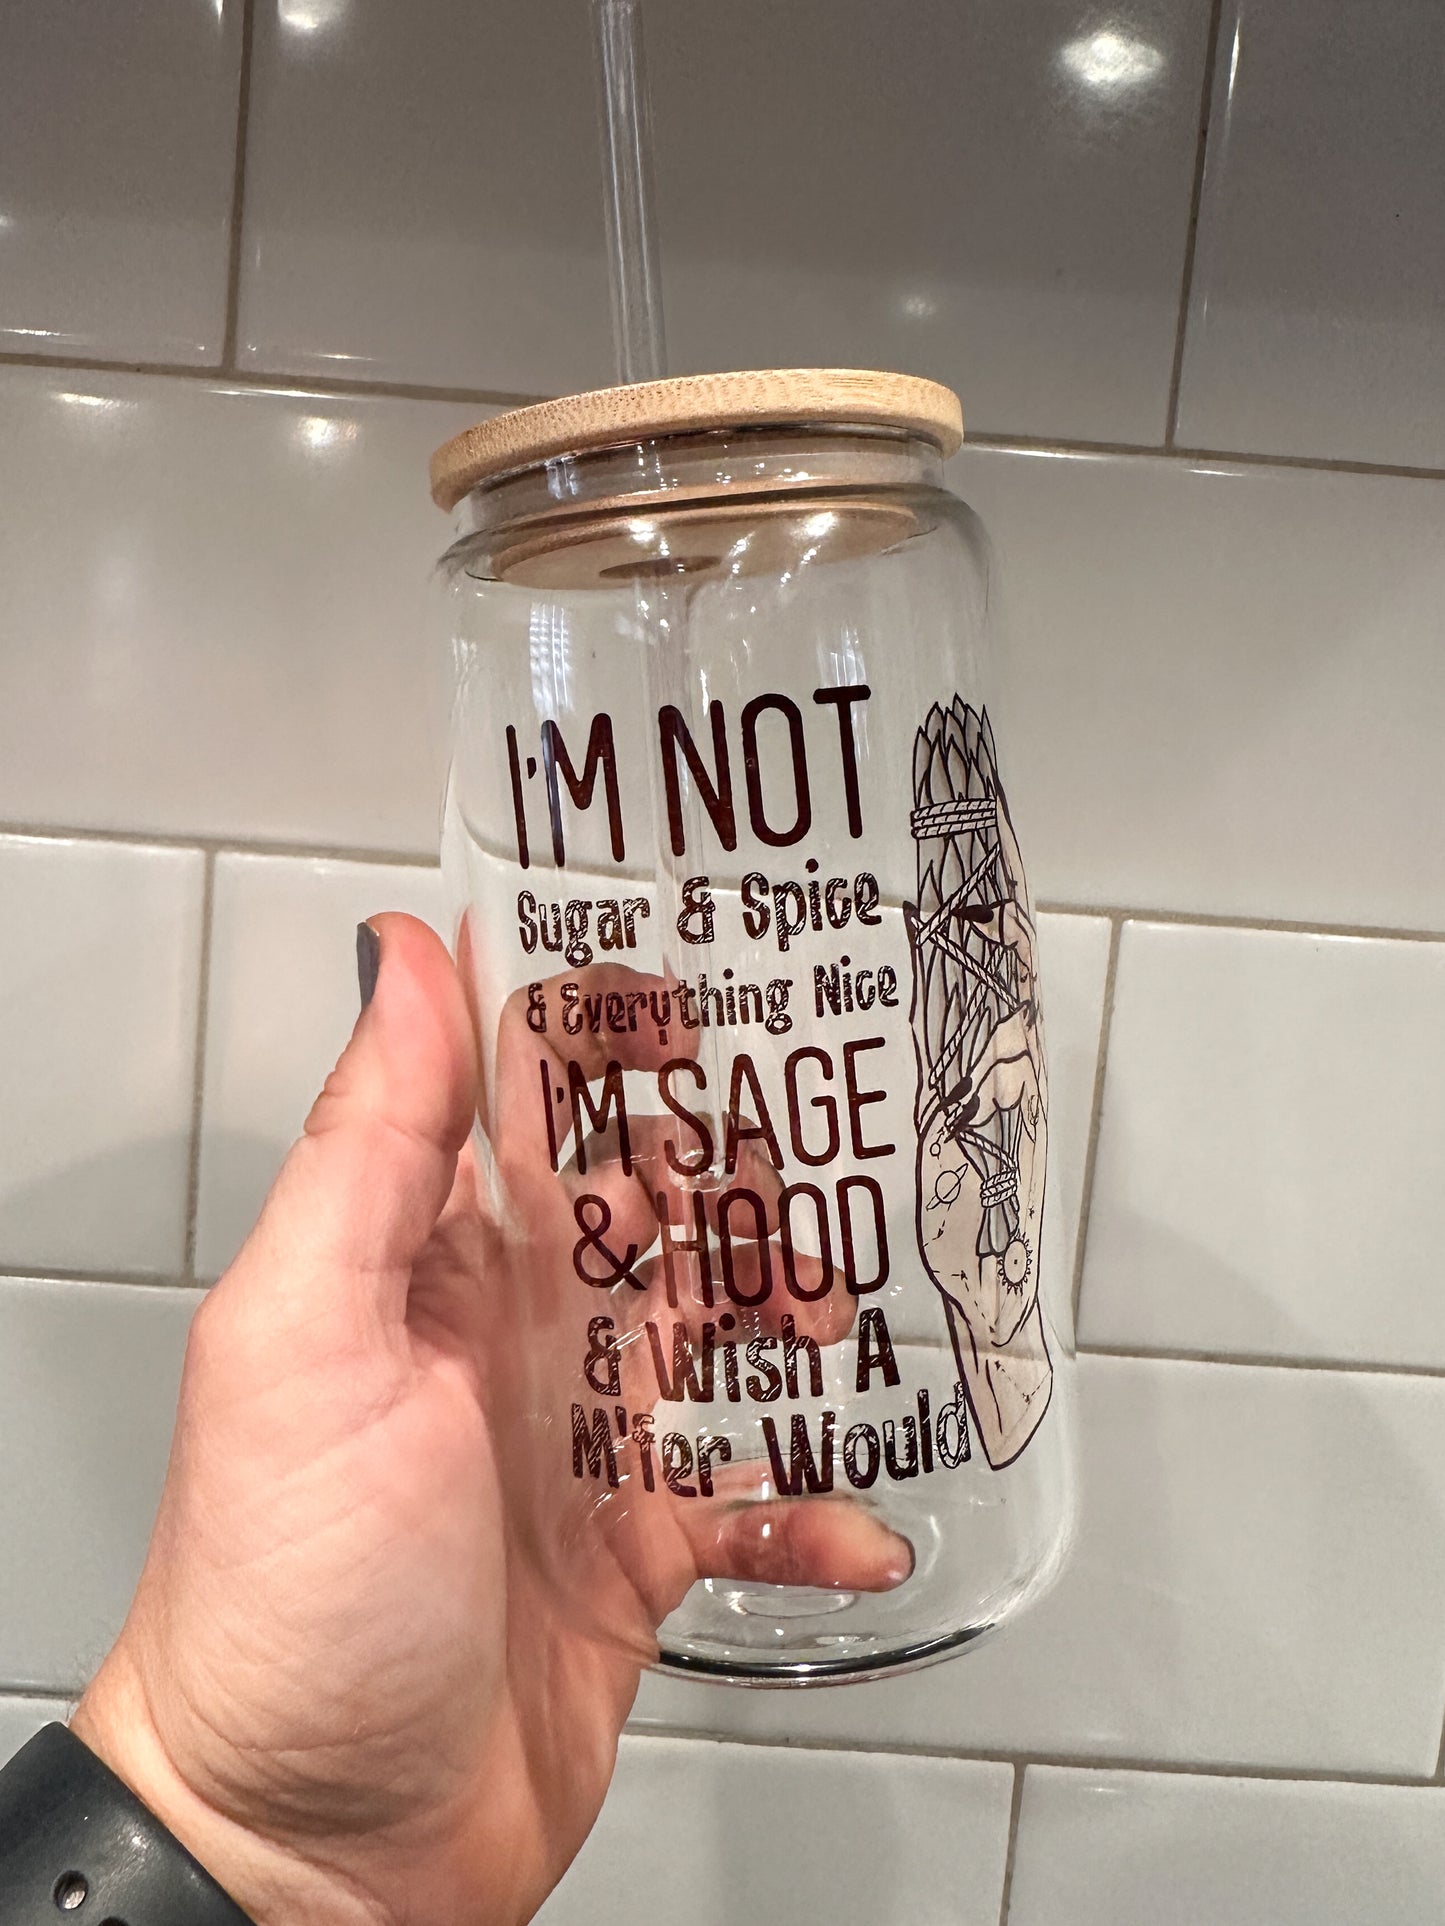 I'M NOT
Sugar & Spice
& Everything Nice
I'M SAGE
& HOOD
& Wish A
M'fer Would